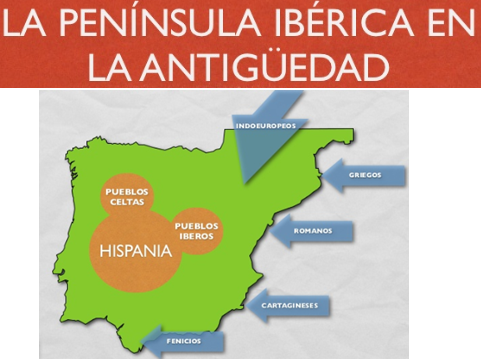 LA PENÍNSULA IBÉRICA EN
LA ANTIGÜEDAD
INDOEUROPEOS
GRIEGOS
PUEBLOS
CELTAS
PUEBLOS
IBEROS
ROMANOS
HISPANIA
CARTAGINESES
FENICIOS